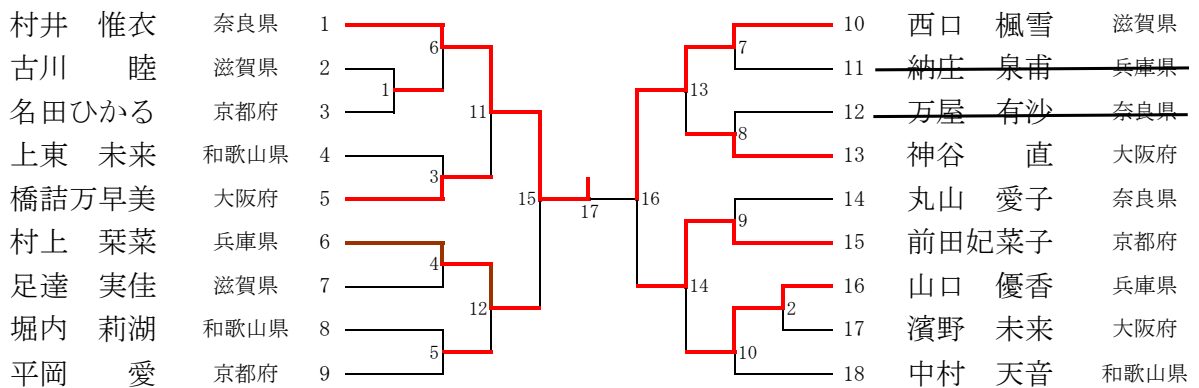 村井 惟衣 奈良県 1
古川 睦 滋賀県 2
名田ひかる 京都府 3
上東 未来 和歌山県 4
橋詰万早美 大阪府 5
村上 栞菜 兵庫県 6
足達 実佳 滋賀県 7
堀内 莉湖 和歌山県 8
平岡 愛 京都府 9
6
1
11
3
15
4
12
5
17
16
7
13
8
9
14
2
10
10 西口 楓雪 滋賀県
11 納庄 泉甫 兵庫県
12 万屋 有沙 奈良県
13 神谷 直 大阪府
14 丸山 愛子 奈良県
15 前田妃菜子 京都府
16 山口 優香 兵庫県
17 濱野 未来 大阪府
18 中村 天音 和歌山県